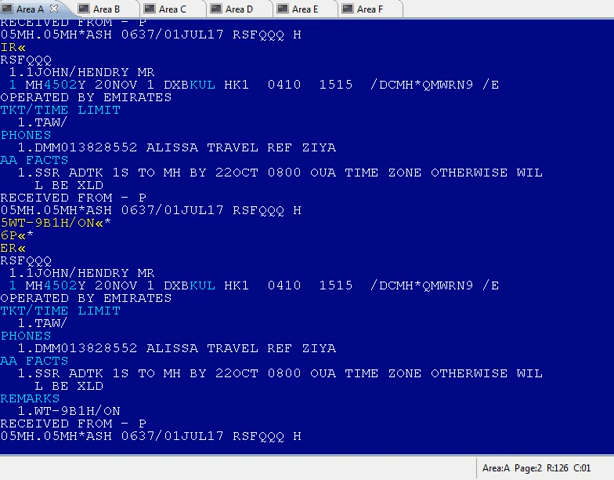 Area A
Area B
Area C
Area D
Area E
Area F
RECEIVED FROM - P
05MH.05MH*ASH 0637/01JUL17 RSFQQQ H
IR«
RSFQQQ
1.1JOHN/HENDRY MR
1 MH4502Y 20NOV 1 DXBKUL HK1 0410 1515 /DCMH*QMWRN9 /E
OPERATED BY EMIRATES
TKT/TIME LIMIT
1.TAW/
PHONES
1.DMM013828552 ALISSA TRAVEL REF ZIYA
AA FACTS
1.SSR ADTK 1S TO MH BY 22OCT 0800 OUA TIME ZONE OTHERWISE WIL
L BE XLD
RECEIVED FROM - P
05MH.05MH*ASH 0637/01JUL17 RSFQQQ H
5WT-9B1H/ON«*
6P«*
ER«
RSFQQQ
1.1JOHN/HENDRY MR
1 MH4502Y 20NOV 1 DXBKUL HK1 0410 1515 /DCMH*QMWRN9 /E
OPERATED BY EMIRATES
TKT/TIME LIMIT
1.TAW/
PHONES
1.DMM013828552 ALISSA TRAVEL REF ZIYA
AA FACTS
1.SSR ADTK 1S TO MH BY 22OCT 0800 OUA TIME ZONE OTHERWISE WIL
L BE XLD
REMARKS
1.WT-9B1H/ON
RECEIVED FROM - P
05MH.05MH*ASH 0637/01JUL17 RSFQQQ H
Area:A Page:2 R:126 C:01